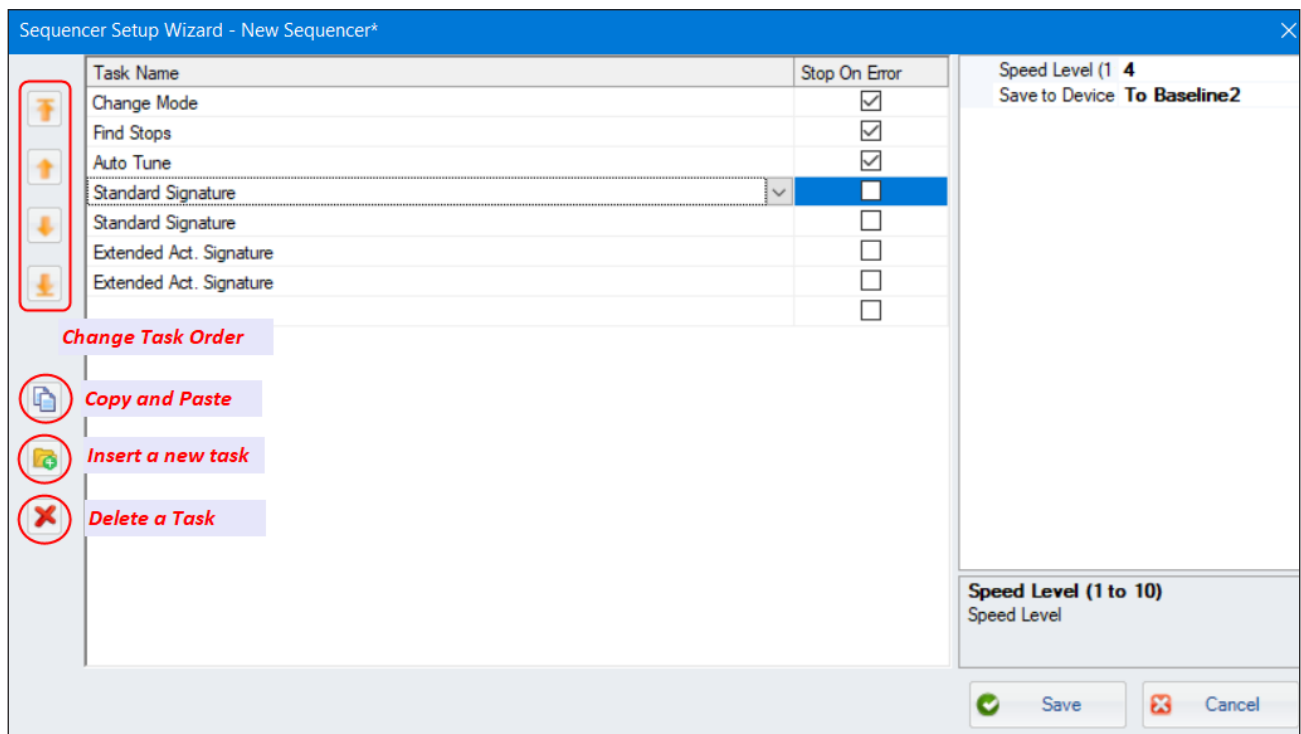 Sequencer Setup Wizard - New Sequencer*
Task Name Stop On Error
Change Mode
Find Stops
Auto Tune
Standard Signature
Standard Signature
Extended Act. Signature
Extended Act. Signature
Change Task Order
Copy and Paste
Insert a new task
Delete a Task
Speed Level (1 4
Save to Device To Baseline2
Speed Level (1 to 10)
Speed Level
Save Cancel